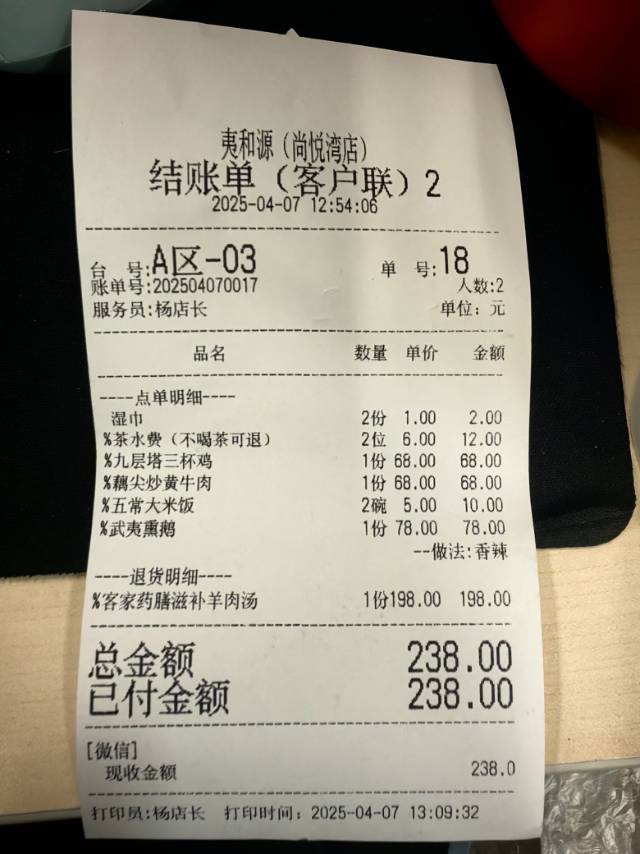 夷和源（尚悦湾店）
结账单（客户联）2
2025-04-07 12:54:06
台 号:A区-03 单 号:18
账单号:202504070017 人数:2
服务员:杨店长 单位：元
品名 数量 单价 金额
----点单明细----
湿巾 2份 1.00 2.00
%茶水费（不喝茶可退） 2位 6.00 12.00
%九层塔三杯鸡 1份 68.00 68.00
%藕尖炒黄牛肉 1份 68.00 68.00
%五常大米饭 2碗 5.00 10.00
%武夷熏鹅 1份 78.00 78.00
--做法:香辣
----退货明细----
%客家药膳滋补羊肉汤 1份198.00 198.00
总金额 238.00
已付金额 238.00
[微信]
现收金额 238.0
打印员:杨店长 打印时间：2025-04-07 13:09:32